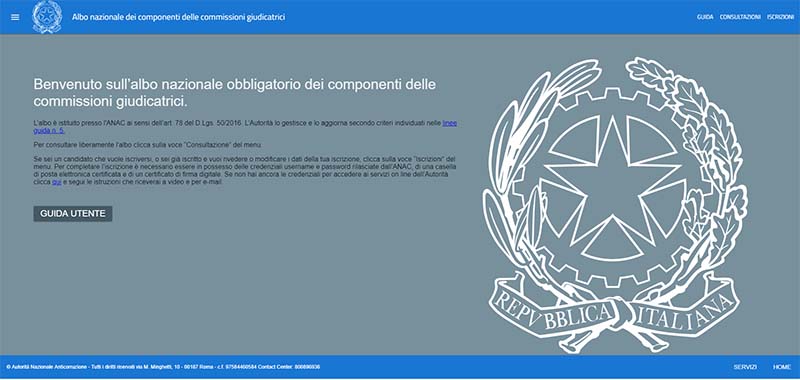 Albo nazionale dei componenti delle commissioni giudicatrici
GUIDA CONSULTAZIONI ISCRIZIONI
Benvenuto sull'albo nazionale obbligatorio dei componenti delle
commissioni giudicatrici.
L'albo è istituito presso l'ANAC ai sensi dell'art. 78 del D.Lgs. 50/2016. L'Autorità lo gestisce e lo aggiorna secondo criteri individuati nelle linee
guida n. 5.
Per consultare liberamente l'albo clicca sulla voce "Consultazione" del menu.
Se sei un candidato che vuole iscriversi, o sei già iscritto e vuoi rivedere o modificare i dati della tua iscrizione, clicca sulla voce "Iscrizioni" del
menu. Per completare l'iscrizione è necessario essere in possesso delle credenziali username e password rilasciate dall'ANAC, di una casella
di posta elettronica certificata e di un certificato di firma digitale. Se non hai ancora le credenziali per accedere ai servizi on line dell'Autorità
clicca qui e segui le istruzioni che riceverai a video e per e-mail.
GUIDA UTENTE
REPVBBLICA ITALIANA
© Autorità Nazionale Anticorruzione - Tutti i diritti riservati via M. Minghetti, 10 - 00187 Roma - c.f. 97584460584 Contact Center: 800896936
SERVIZI HOME